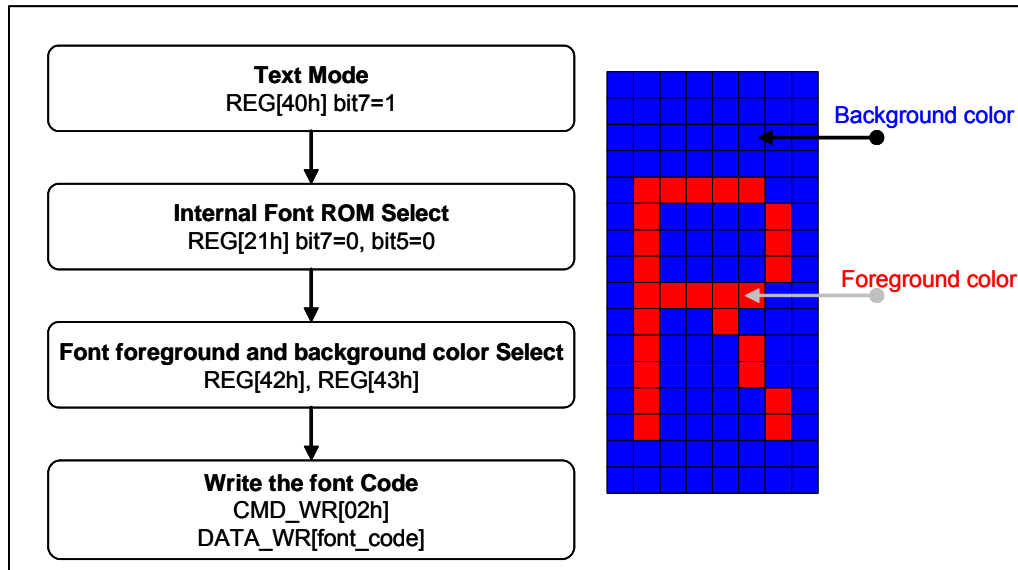 Text Mode
REG[40h] bit7=1
Internal Font ROM Select
REG[21h] bit7=0, bit5=0
Font foreground and background color Select
REG[42h], REG[43h]
Write the font Code
CMD_WR[02h]
DATA_WR[font_code]
Background color
Foreground color